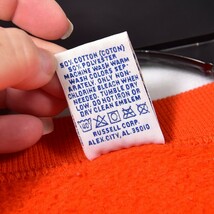 50% COTTON (COTON)
50% POLYESTER
MACHINE WASH WARM
WASH COLORS SEP-
ARATELY. ONLY NON-
CHLORINE BLEACH WHEN
NEEDED. TUMBLE DRY
LOW. DO NOT IRON OR
DRY CLEAN EMBLEM
RUSSELL CORP.
ALEX. CITY, AL 35010